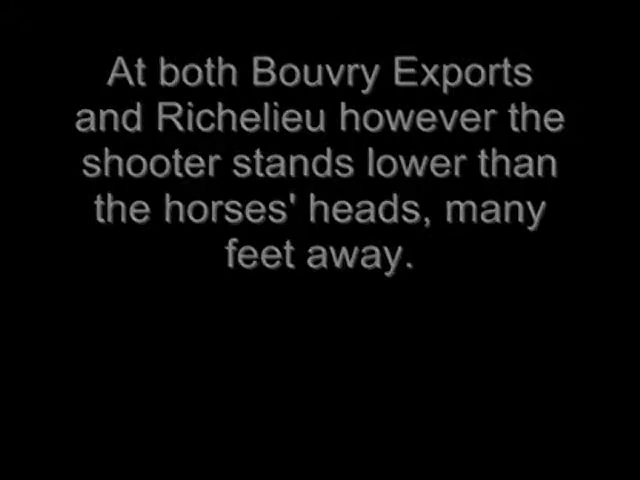 At both Bouvry Exports
and Richelieu however the
shooter stands lower than
the horses' heads, many
feet away.